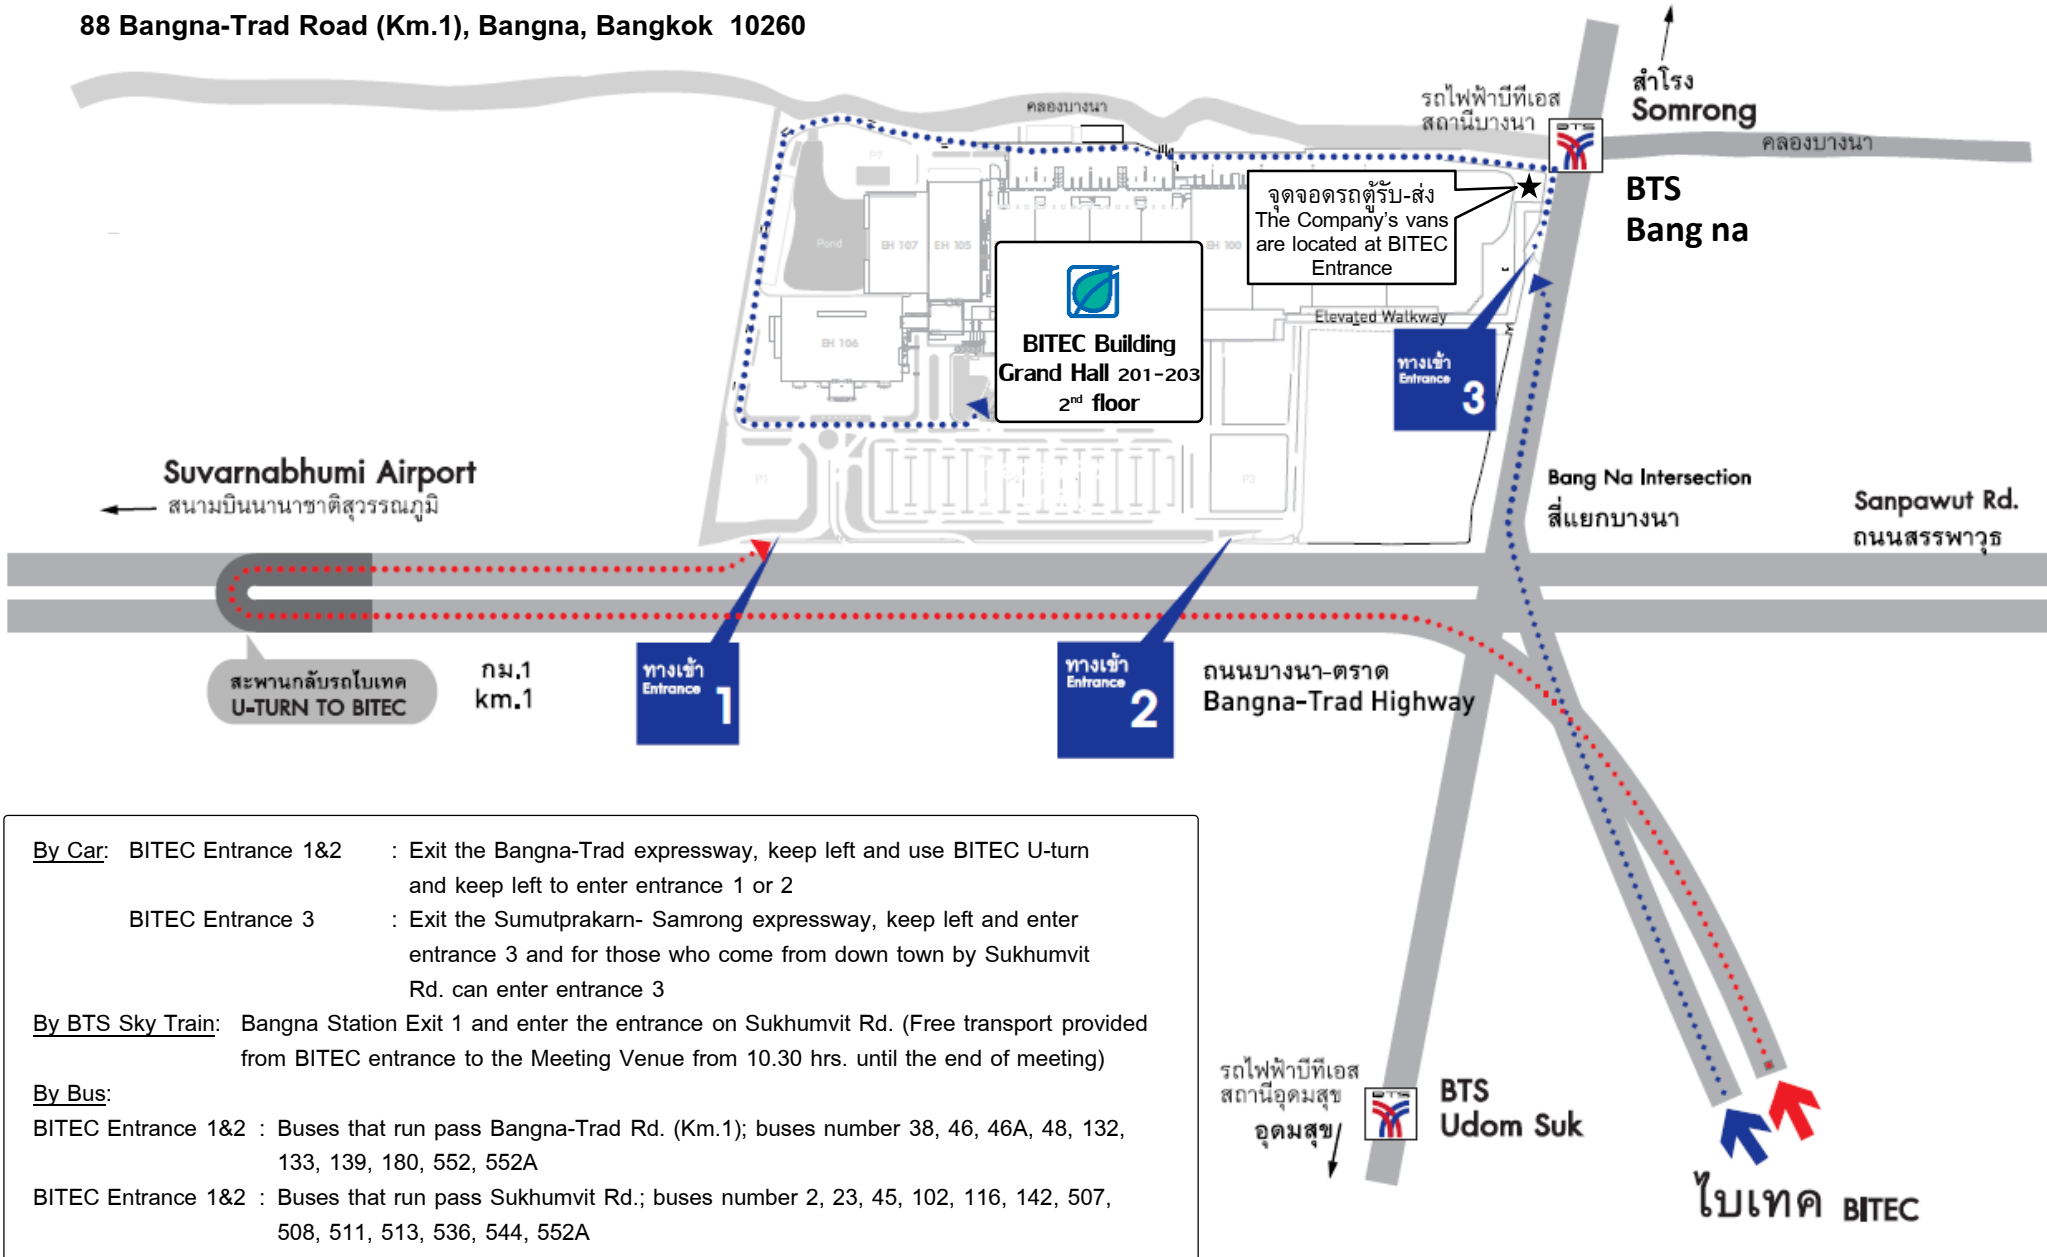 88 Bangna-Trad Road (Km.1), Bangna, Bangkok 10260
สำโรง
Somrong
รถไฟฟ้าบีทีเอส
สถานีบางนา
BTS
คลองบางนา
คลองบางนา
BTS
Bang na
P7
จุดจอดรถตู้รับ-ส่ง
The Company's vans
are located at BITEC
Entrance
Pond
EH 107
EH 105
EH 100
BITEC Building
Grand Hall 201-203
2nd floor
Elevated Walkway
EH 106
ทางเข้า
Entrance
3
Suvarnabhumi Airport
สนามบินนานาชาติสุวรรณภูมิ
P1
P2
P3
Bang Na Intersection
สี่แยกบางนา
Sanpawut Rd.
ถนนสรรพาวุธ
สะพานกลับรถไบเทค
U-TURN TO BITEC
กม.1
km.1
ทางเข้า
Entrance
1
ทางเข้า
Entrance
2
ถนนบางนา-ตราด
Bangna-Trad Highway
By Car: BITEC Entrance 1&2 : Exit the Bangna-Trad expressway, keep left and use BITEC U-turn
and keep left to enter entrance 1 or 2
BITEC Entrance 3 : Exit the Sumutprakarn- Samrong expressway, keep left and enter
entrance 3 and for those who come from down town by Sukhumvit
Rd. can enter entrance 3
By BTS Sky Train: Bangna Station Exit 1 and enter the entrance on Sukhumvit Rd. (Free transport provided
from BITEC entrance to the Meeting Venue from 10.30 hrs. until the end of meeting)
By Bus:
BITEC Entrance 1&2 : Buses that run pass Bangna-Trad Rd. (Km.1); buses number 38, 46, 46A, 48, 132,
133, 139, 180, 552, 552A
BITEC Entrance 1&2 : Buses that run pass Sukhumvit Rd.; buses number 2, 23, 45, 102, 116, 142, 507,
508, 511, 513, 536, 544, 552A
รถไฟฟ้าบีทีเอส
สถานีอุดมสุข
อุดมสุข
BTS
BTS
Udom Suk
ไบเทค BITEC